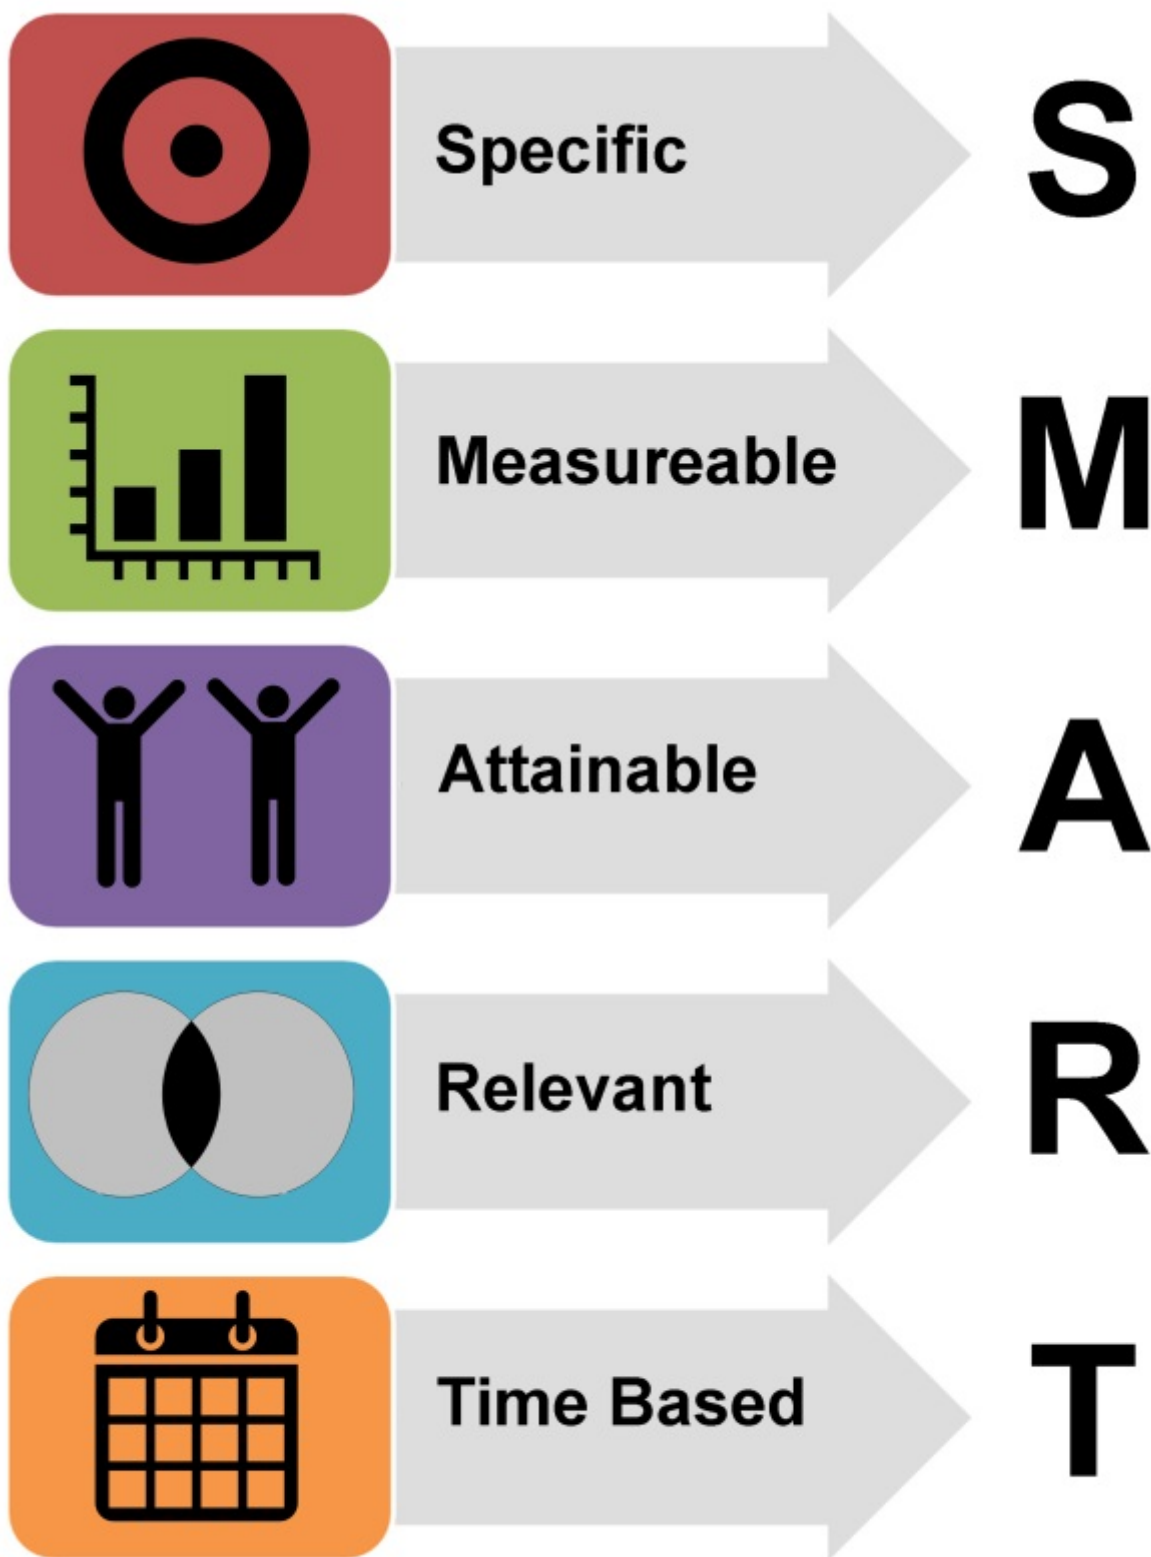 Specific S
Measureable M
Attainable A
Relevant R
Time Based T